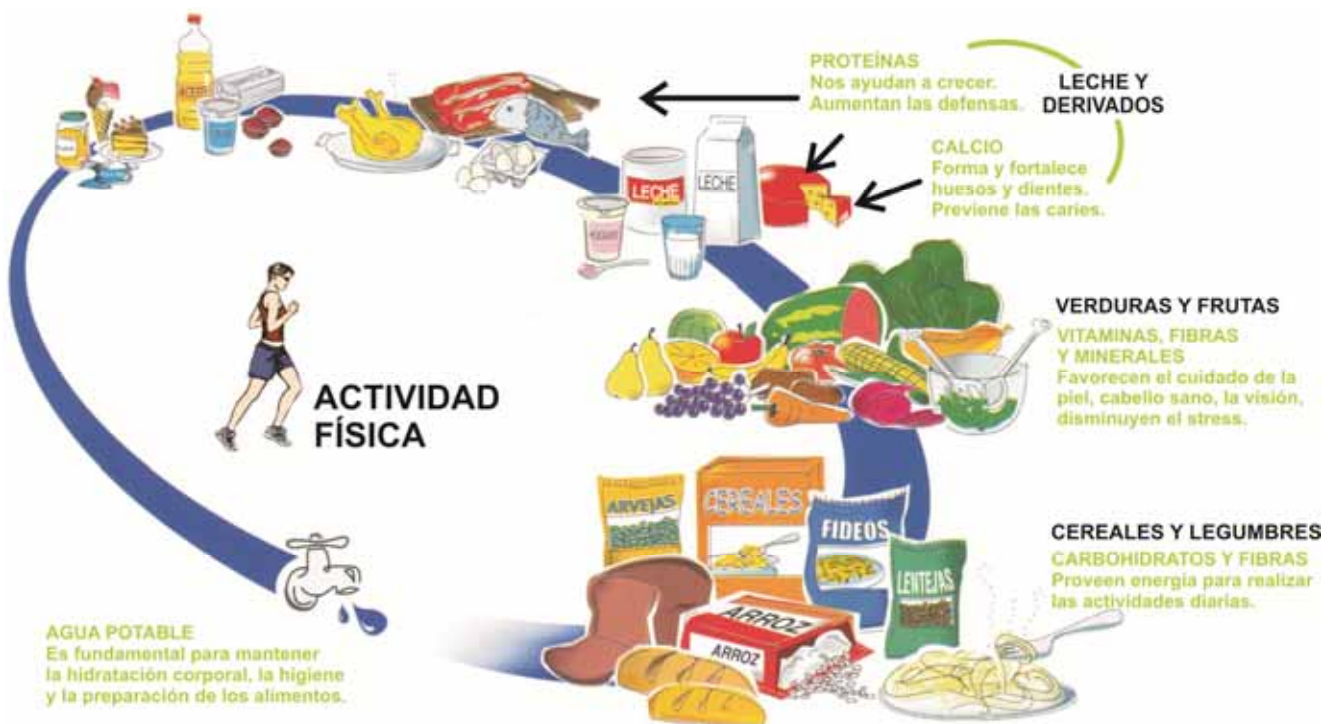 PROTEÍNAS
Nos ayudan a crecer.
Aumentan las defensas.
LECHE Y
DERIVADOS
CALCIO
Forma y fortalece
huesos y dientes.
Previene las caries.
LECHE
LECHE
VERDURAS Y FRUTAS
VITAMINAS, FIBRAS
Y MINERALES
Favorecen el cuidado de la
piel, cabello sano, la visión,
disminuyen el stress.
ACTIVIDAD
FÍSICA
ARVEJAS
CEREALES
FIDEOS
LENTEJAS
ARROZ
ARROZ
CEREALES Y LEGUMBRES
CARBOHIDRATOS Y FIBRAS
Proveen energía para realizar
las actividades diarias.
AGUA POTABLE
Es fundamental para mantener
la hidratación corporal, la higiene
y la preparación de los alimentos.